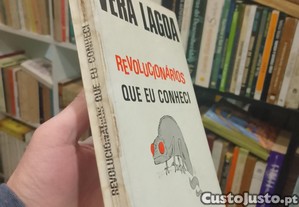 VERA LAGOA
REVOLUCIONÁRIOS
QUE EU CONHECI
REVOLUCIONÁRIOS QUE EU CONHECI
CustoJusto.pt